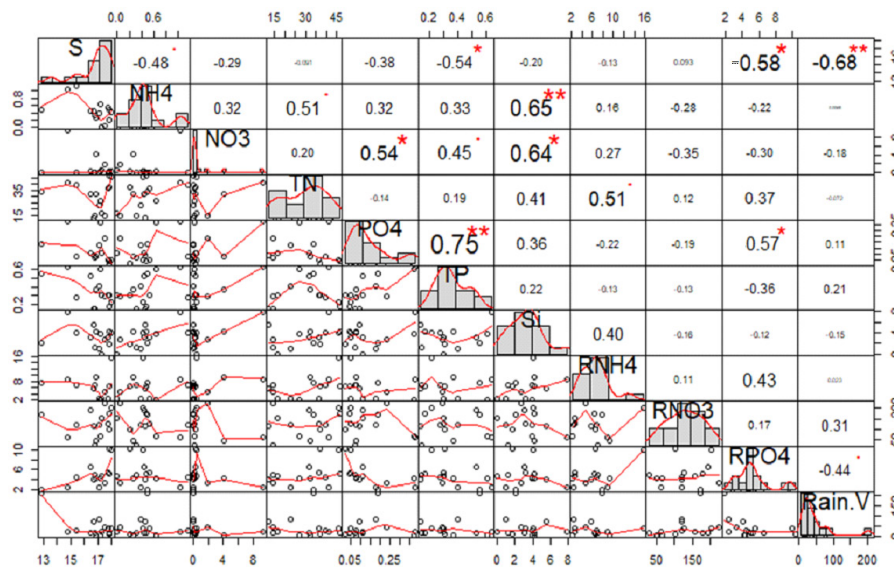 15 30 45 0.2 0.4 0.6 2 6 10 16 2 4 6 8
0.0 0.6
S -0.48 · -0.29 -0.38 -0.54 * -0.20 -0.13 0.093 0.58 * -0.68 **
0.0 0.8 NH4 0.32 0.51 · 0.32 0.33 0.65 ** 0.16 -0.28 -0.22
NO3 0.20 0.54 * 0.45 · 0.64 * 0.27 -0.35 -0.30 -0.18
15 35 TN -0.14 0.19 0.41 0.51 · 0.12 0.37
PO4 0.75 ** 0.36 -0.22 -0.19 0.57 * 0.11
0.2 0.6 TP 0.22 -0.13 -0.13 -0.36 0.21
Si 0.40 -0.16 -0.12 -0.15
2 8 16 RNH4 0.11 0.43
RNO3 0.17 0.31
2 6 10 RPO4 -0.44 ·
Rain.V
13 15 17 0 4 8 0.05 0.25 0 2 4 6 8 50 150 0 100 200